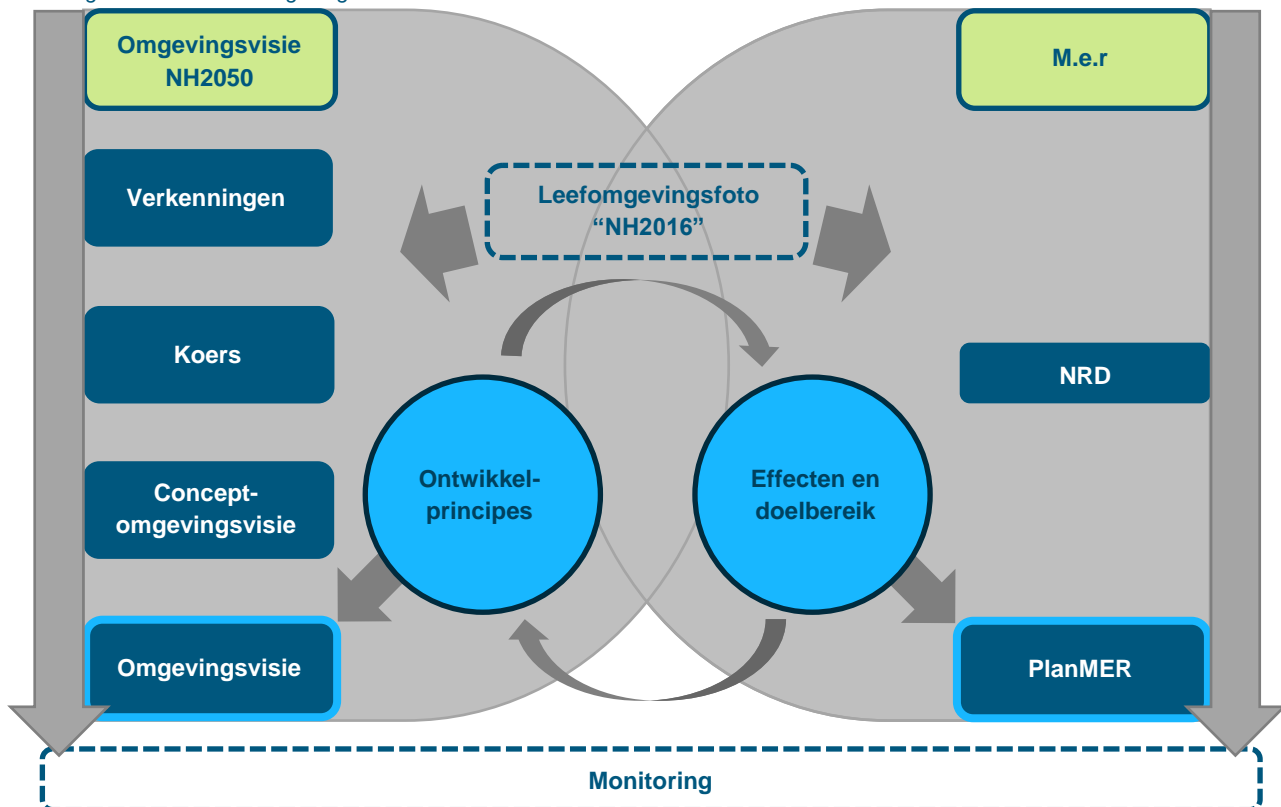 Omgevingsvisie
NH2050
M.e.r
Verkenningen
Leefomgevingsfoto
“NH2016”
Koers
NRD
Ontwikkel-
principes
Effecten en
doelbereik
Concept-
omgevingsvisie
Omgevingsvisie
PlanMER
Monitoring